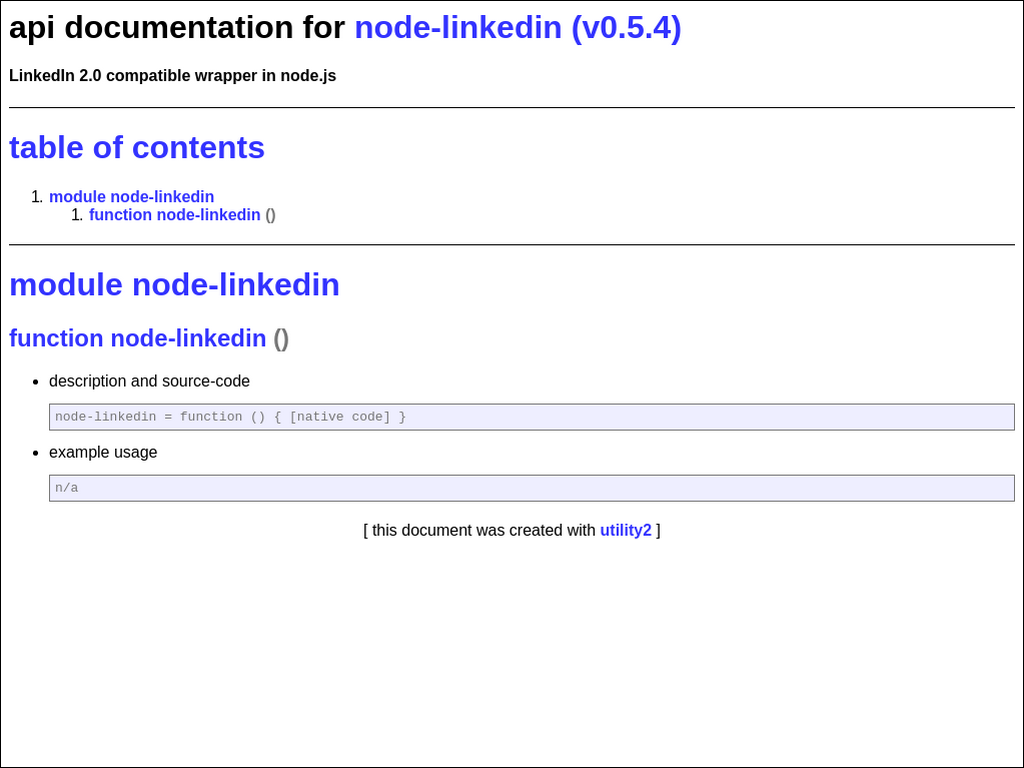 api documentation for node-linkedin (v0.5.4)
LinkedIn 2.0 compatible wrapper in node.js
table of contents
1. module node-linkedin
1. function node-linkedin ()
module node-linkedin
function node-linkedin ()
• description and source-code
node-linkedin = function () { [native code] }
• example usage
n/a
[ this document was created with utility2 ]